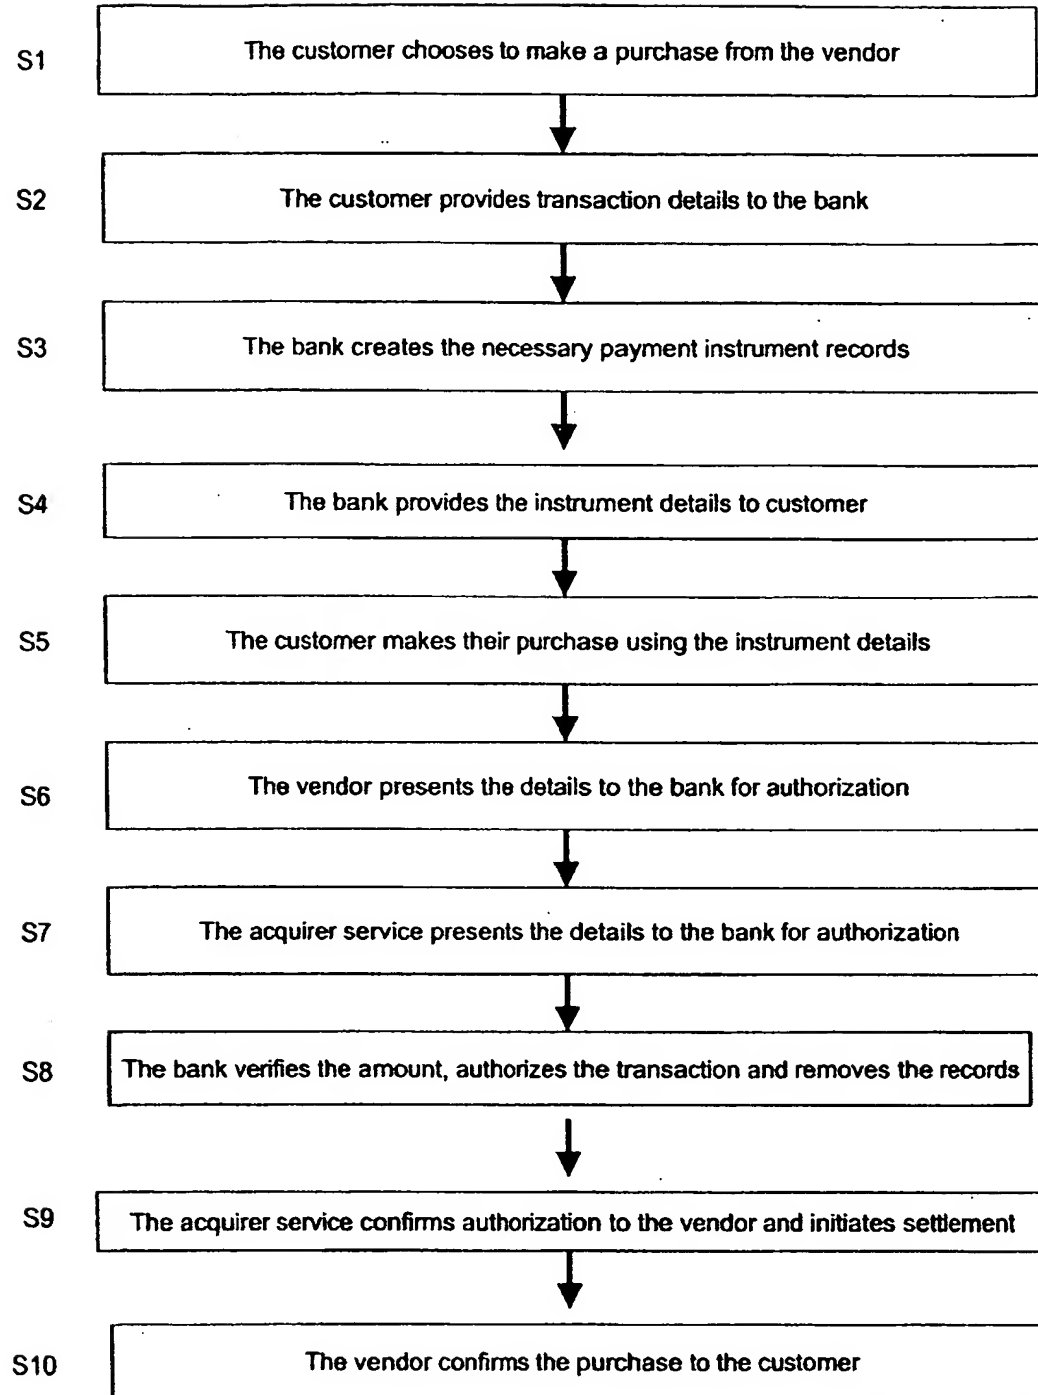 S1 The customer chooses to make a purchase from the vendor
S2 The customer provides transaction details to the bank
S3 The bank creates the necessary payment instrument records
S4 The bank provides the instrument details to customer
S5 The customer makes their purchase using the instrument details
S6 The vendor presents the details to the bank for authorization
S7 The acquirer service presents the details to the bank for authorization
S8 The bank verifies the amount, authorizes the transaction and removes the records
S9 The acquirer service confirms authorization to the vendor and initiates settlement
S10 The vendor confirms the purchase to the customer